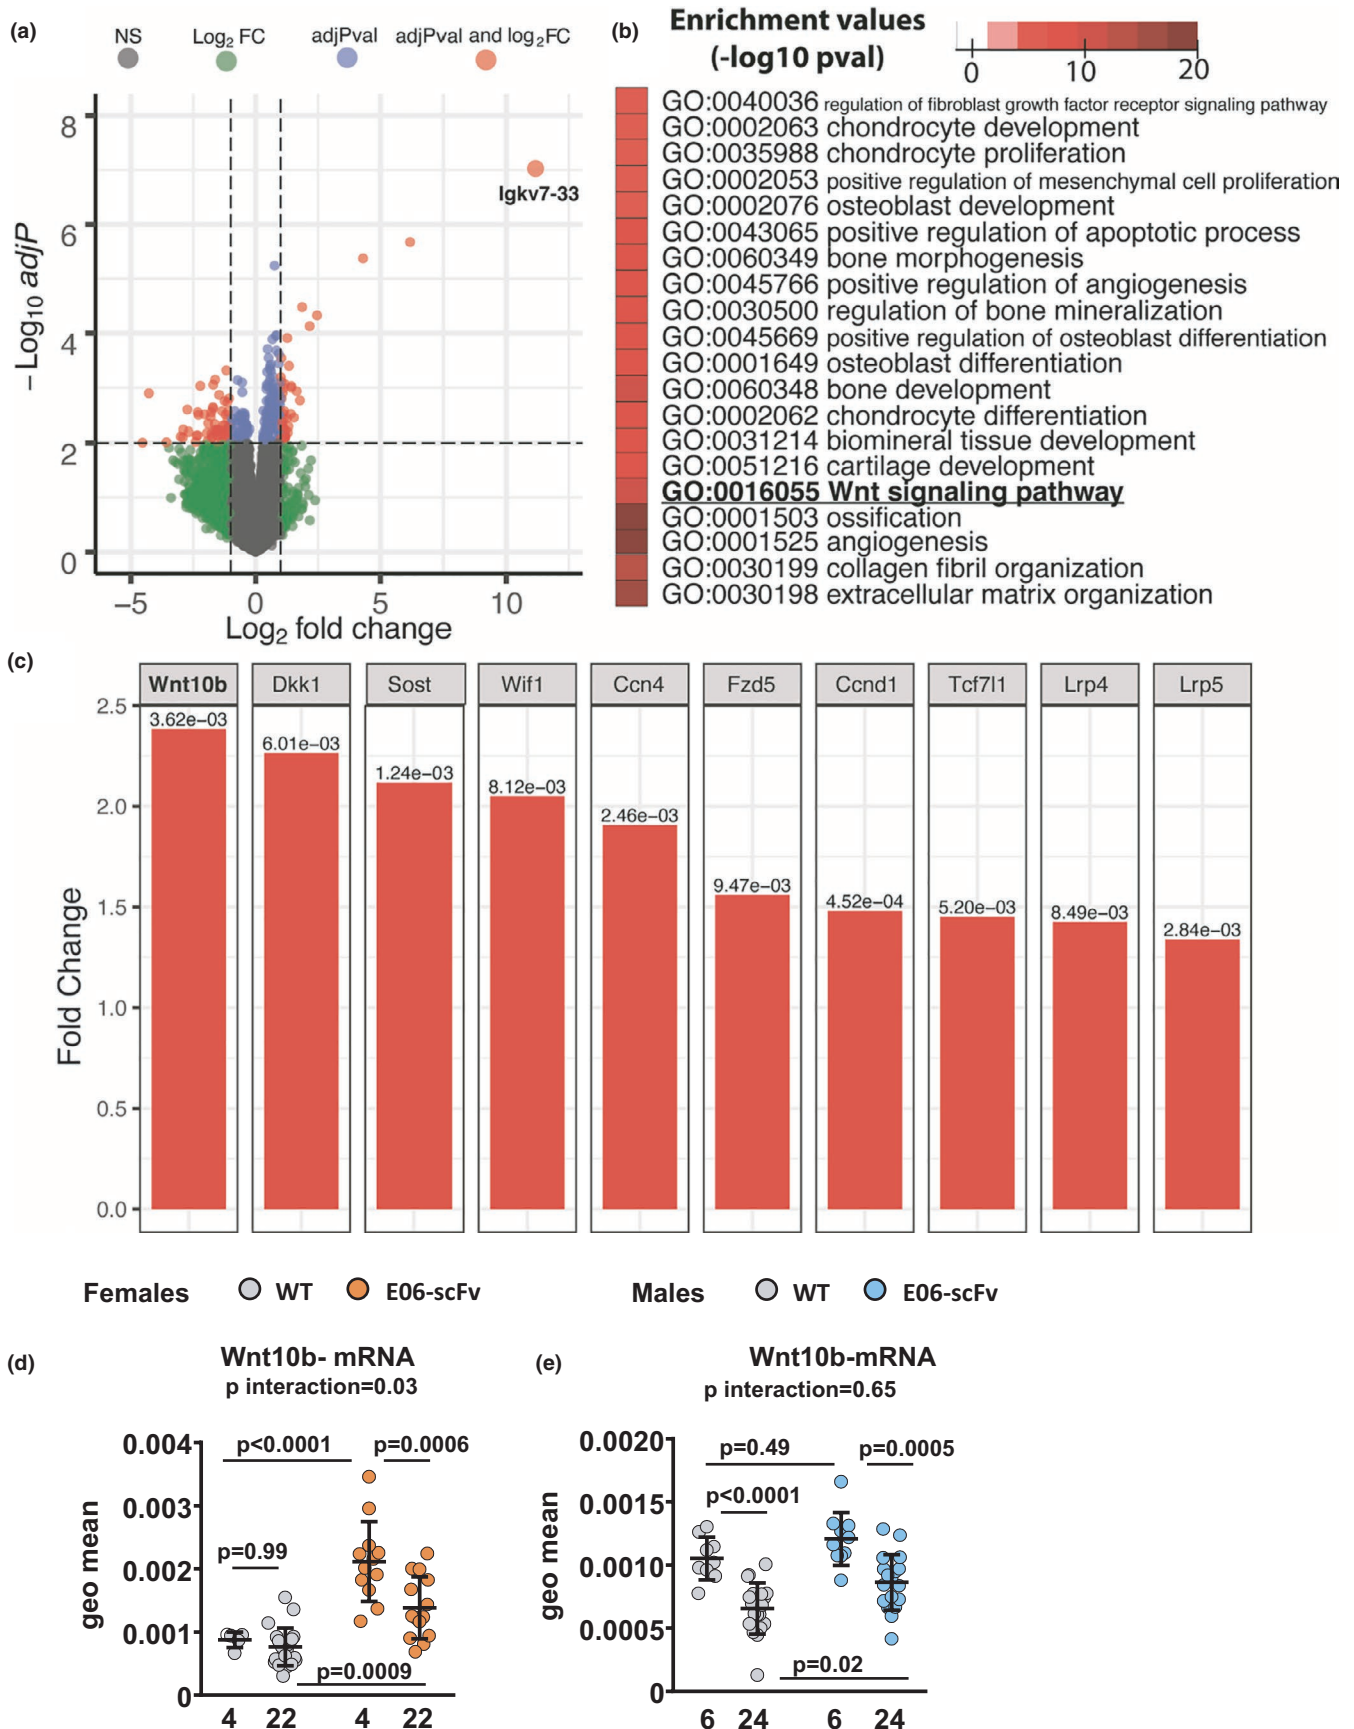 (a)
NS Log2 FC adjPval adjPval and log2FC
8
6
4
2
0
−Log10 adjP
Igkv7-33
−5 0 5 10
Log2 fold change
(b)
Enrichment values
(-log10 pval)
0 10 20
GO:0040036 regulation of fibroblast growth factor receptor signaling pathway
GO:0002063 chondrocyte development
GO:0035988 chondrocyte proliferation
GO:0002053 positive regulation of mesenchymal cell proliferation
GO:0002076 osteoblast development
GO:0043065 positive regulation of apoptotic process
GO:0060349 bone morphogenesis
GO:0045766 positive regulation of angiogenesis
GO:0030500 regulation of bone mineralization
GO:0045669 positive regulation of osteoblast differentiation
GO:0001649 osteoblast differentiation
GO:0060348 bone development
GO:0002062 chondrocyte differentiation
GO:0031214 biomineral tissue development
GO:0051216 cartilage development
GO:0016055 Wnt signaling pathway
GO:0001503 ossification
GO:0001525 angiogenesis
GO:0030199 collagen fibril organization
GO:0030198 extracellular matrix organization
(c)
Wnt10b Dkk1 Sost Wif1 Ccn4 Fzd5 Ccnd1 Tcf7l1 Lrp4 Lrp5
3.62e−03 6.01e−03 1.24e−03 8.12e−03 2.46e−03 9.47e−03 4.52e−04 5.20e−03 8.49e−03 2.84e−03
2.5
2.0
1.5
1.0
0.5
0.0
Fold Change
Females WT E06-scFv
Males WT E06-scFv
(d)
Wnt10b- mRNA
p interaction=0.03
0.004
0.003
0.002
0.001
0
geo mean
p<0.0001 p=0.0006
p=0.99
p=0.0009
4 22 4 22
(e)
Wnt10b-mRNA
p interaction=0.65
0.0020
0.0015
0.0010
0.0005
0
geo mean
p=0.49 p=0.0005
p<0.0001
p=0.02
6 24 6 24